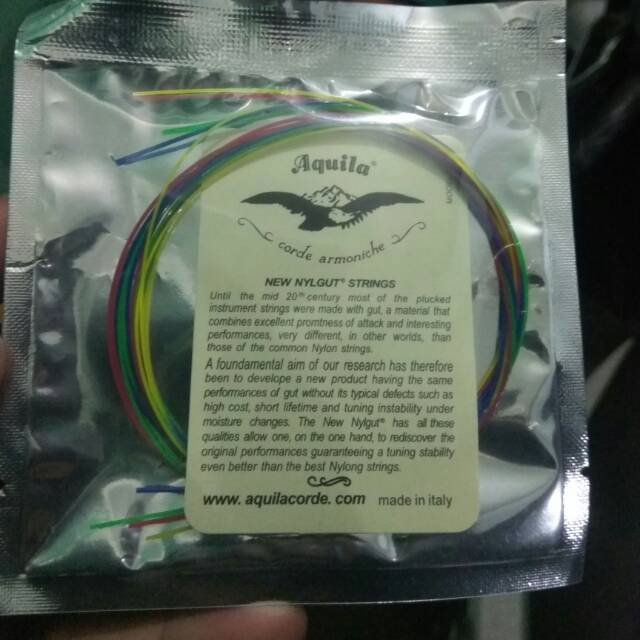 Aquila®
corde armoniche
NEW NYLGUT® STRINGS
Until the mid 20th century most of the plucked
instrument strings were made with gut, a material that
combines excellent promtness of attack and interesting
performances, very different, in other worlds, than
those of the common Nylon strings.
A foundamental aim of our research has therefore
been to develope a new product having the same
performances of gut without its typical defects such as
high cost, short lifetime and tuning instability under
moisture changes. The New Nylgut® has all these
qualities allow one, on the one hand, to rediscover the
original performances guaranteeing a tuning stability
even better than the best Nylong strings.
www. aquilacorde. com made in italy